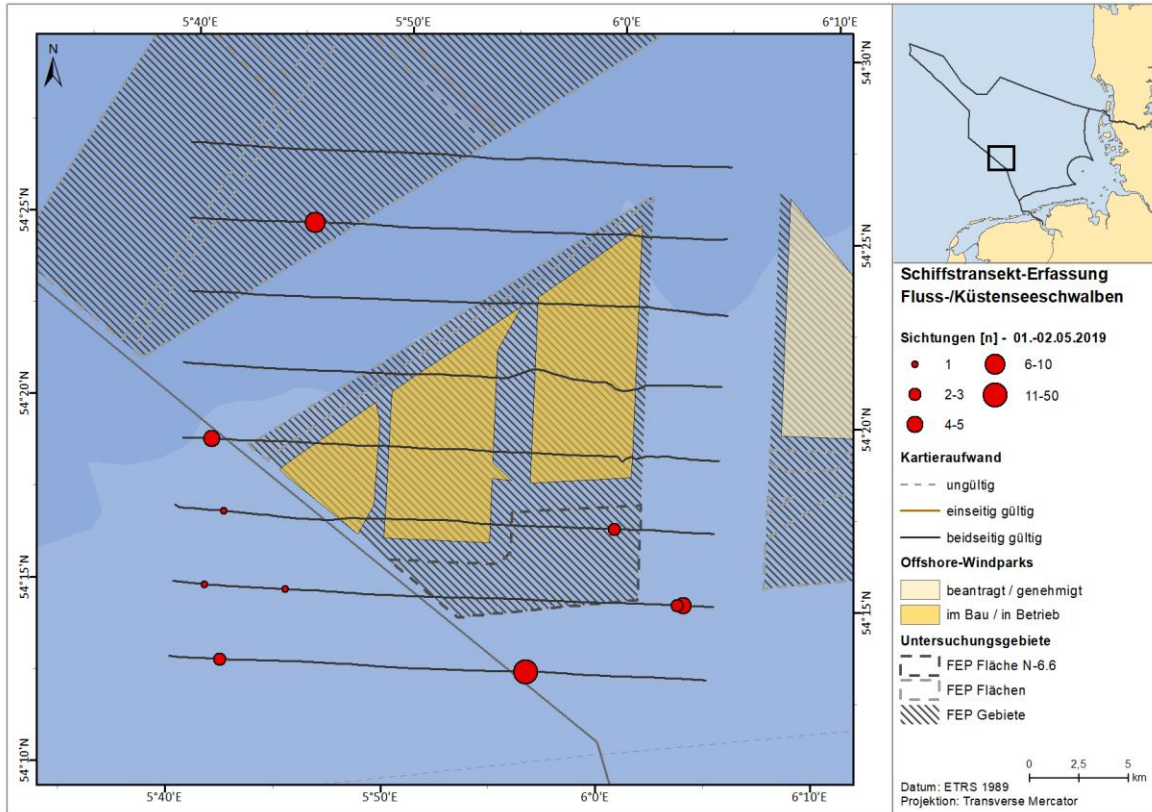 5°40'E
5°50'E
6°0'E
6°10'E
N
54°30'N
54°25'N
54°25'N
54°20'N
54°20'N
54°15'N
54°15'N
54°10'N
5°40'E
5°50'E
6°0'E
6°10'E
Schiffstransekt-Erfassung
Fluss-/Küstenseeschwalben
Sichtungen [n] - 01.-02.05.2019
1
6-10
2-3
11-50
4-5
Kartieraufwand
ungültig
einseitig gültig
beidseitig gültig
Offshore-Windparks
beantragt / genehmigt
im Bau / in Betrieb
Untersuchungsgebiete
FEP Fläche N-6.6
FEP Flächen
FEP Gebiete
0 2,5 5
km
Datum: ETRS 1989
Projektion: Transverse Mercator